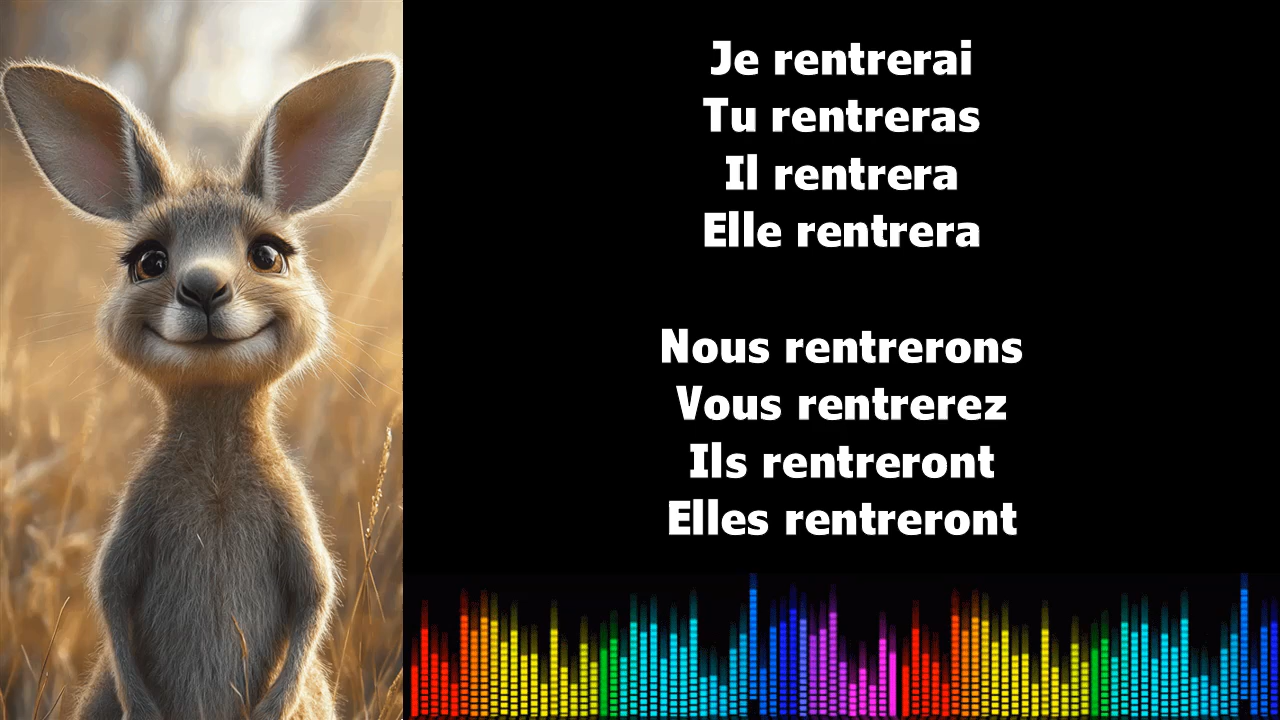 Je rentrerai
Tu rentreras
Il rentrera
Elle rentrera
Nous rentrerons
Vous rentrerez
Ils rentreront
Elles rentreront